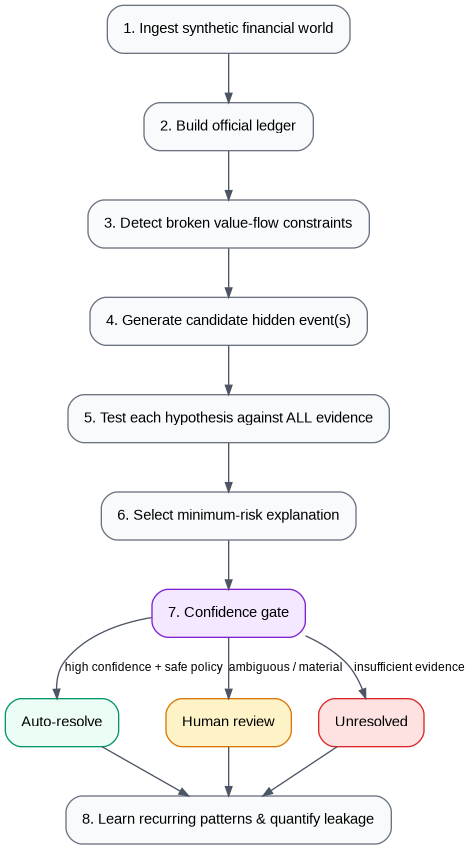 1. Ingest synthetic financial world
2. Build official ledger
3. Detect broken value-flow constraints
4. Generate candidate hidden event(s)
5. Test each hypothesis against ALL evidence
6. Select minimum-risk explanation
7. Confidence gate
high confidence + safe policy
ambiguous / material
insufficient evidence
Auto-resolve
Human review
Unresolved
8. Learn recurring patterns & quantify leakage